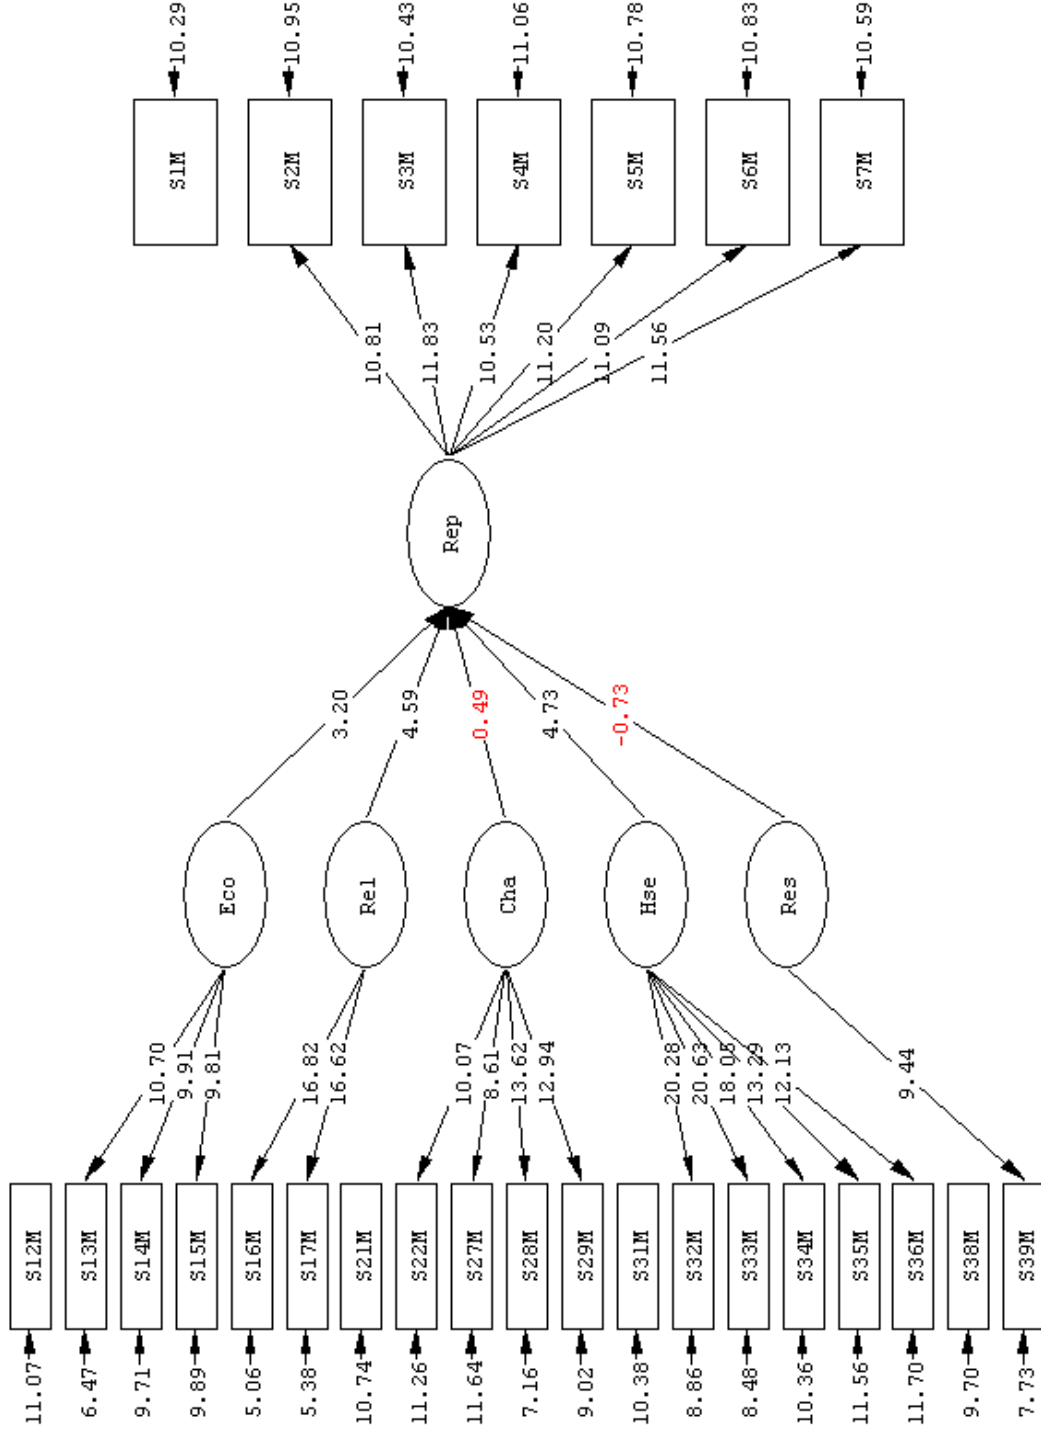 11.07
6.47
9.71
9.89
5.06
5.38
10.74
11.26
11.64
7.16
9.02
10.38
8.86
8.48
10.36
11.56
11.70
9.70
7.73
S12M
S13M
S14M
S15M
S16M
S17M
S21M
S22M
S27M
S28M
S29M
S31M
S32M
S33M
S34M
S35M
S36M
S38M
S39M
10.70
9.91
9.81
16.82
16.62
10.07
8.61
13.62
12.94
20.28
20.63
18.05
13.29
12.13
9.44
Eco
Rel
Cha
Hse
Res
3.20
4.59
0.49
4.73
-0.73
Rep
10.81
11.83
10.53
11.20
11.09
11.56
S1M
S2M
S3M
S4M
S5M
S6M
S7M
10.29
10.95
10.43
11.06
10.78
10.83
10.59